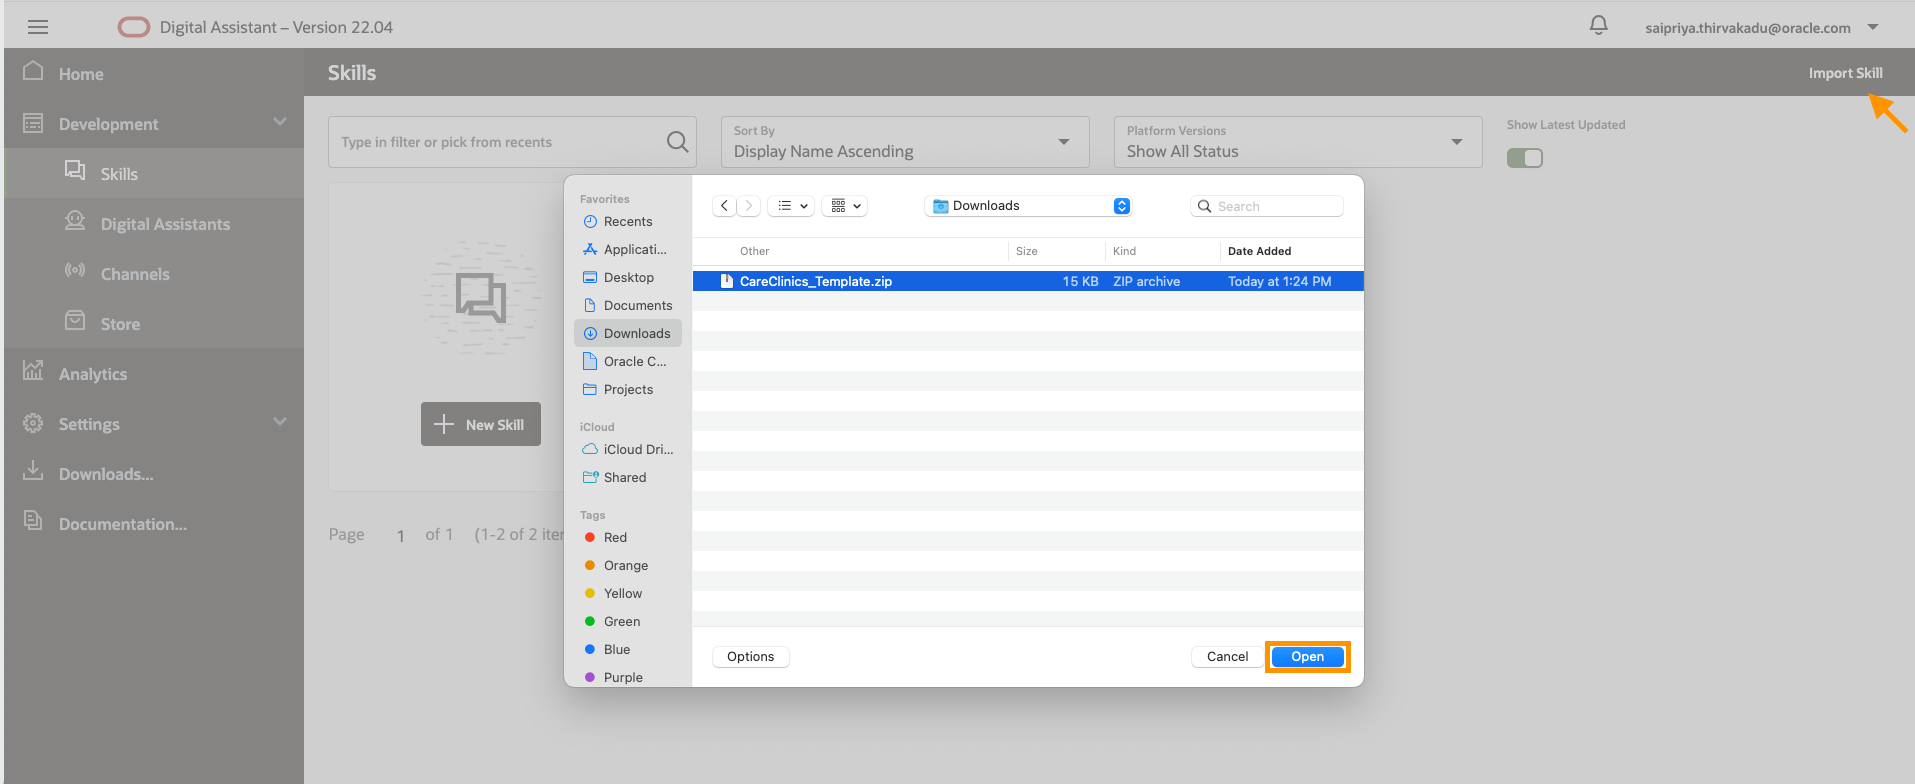 Digital Assistant – Version 22.04
saipriya.thirvakadu@oracle.com
Home
Development
Skills
Digital Assistants
Channels
Store
Analytics
Settings
Downloads...
Documentation...
Skills
Import Skill
Type in filter or pick from recents
Sort By
Display Name Ascending
Platform Versions
Show All Status
Show Latest Updated
New Skill
Page 1 of 1 (1-2 of 2 iter
Favorites
Recents
Applicati...
Desktop
Documents
Downloads
Oracle C...
Projects
iCloud
iCloud Dri...
Shared
Tags
Red
Orange
Yellow
Green
Blue
Purple
Downloads
Search
Other Size Kind Date Added
CareClinics_Template.zip 15 KB ZIP archive Today at 1:24 PM
Options Cancel Open